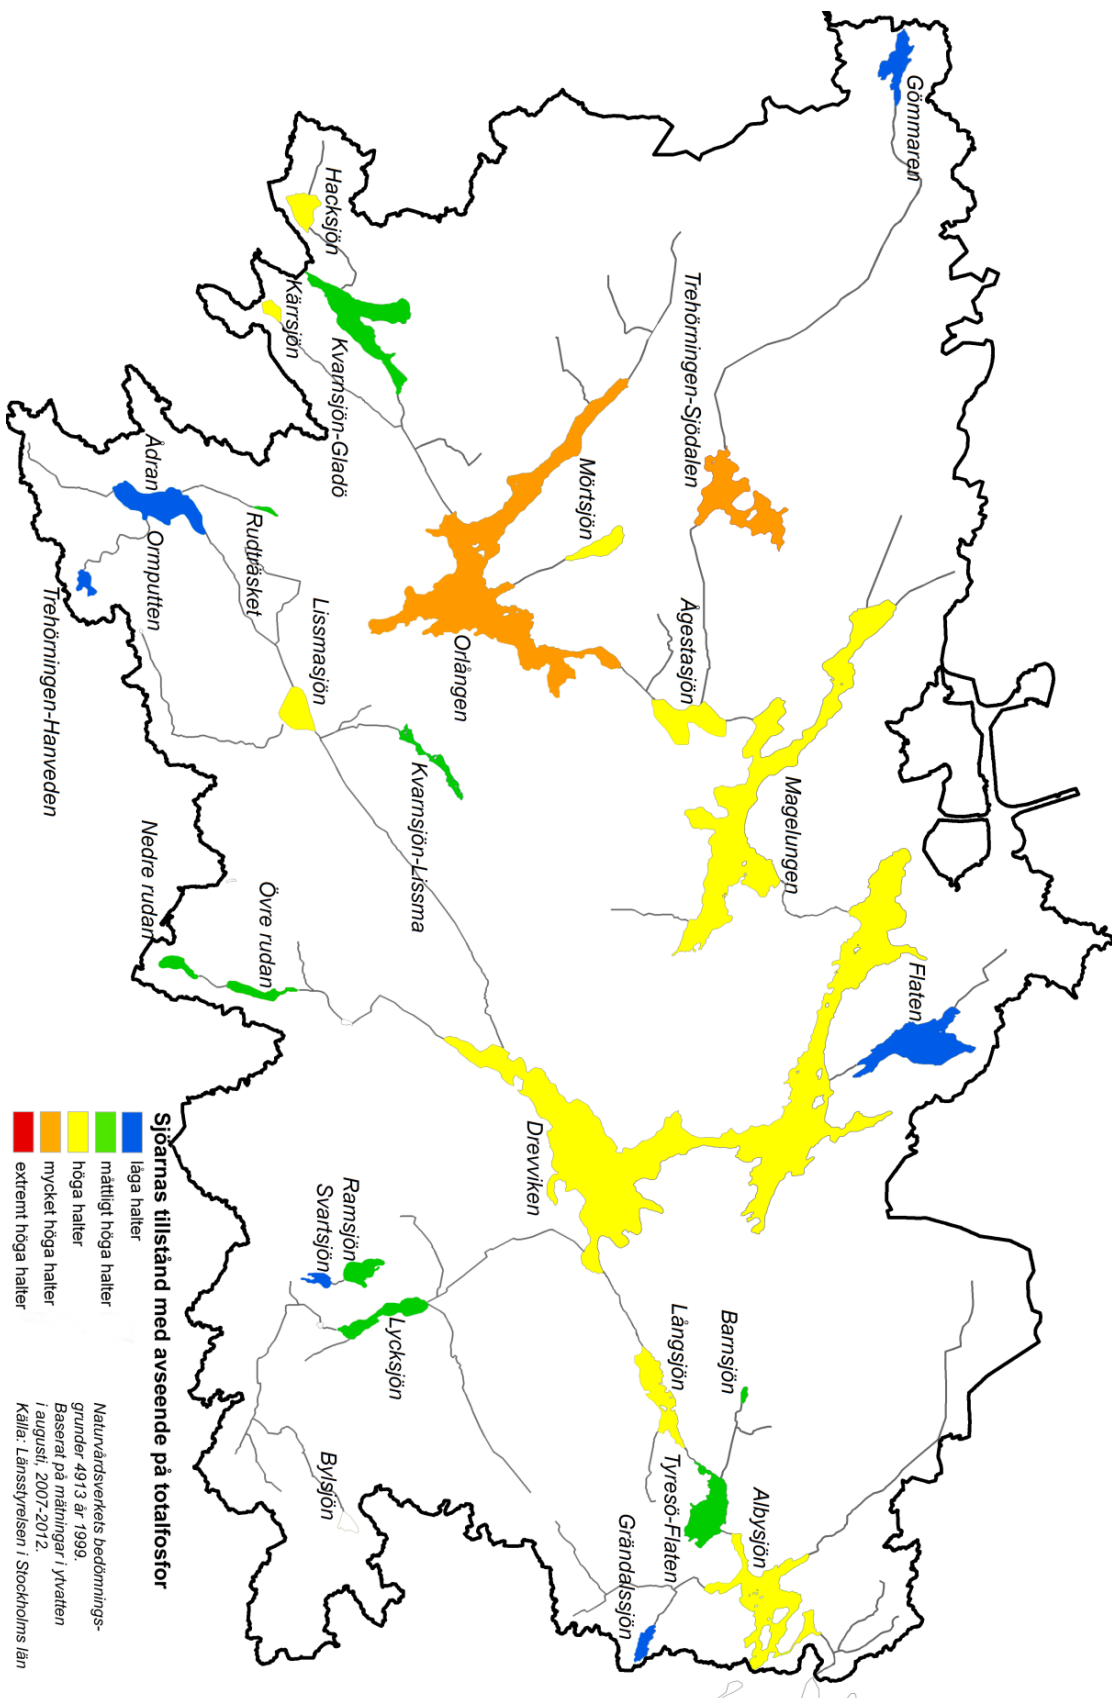 Gömmaren
Trehörningen-Sjödalen
Hacksjön
Kärrsjön
Kvarnsjön-Gladö
Mörtsjön
Ådran
Ormputten
Rudträsket
Trehörningen-Hanveden
Lissmasjön
Orlången
Ågestasjön
Magelungen
Kvarnsjön-Lissma
Nedre rudan
Övre rudan
Flaten
Drevviken
Ramsjön
Svartsjön
Lycksjön
Långsjön
Barnsjön
Tyresö-Flaten
Albysjön
Grändalssjön
Bylsjön
Sjöarnas tillstånd med avseende på totalfosfor
låga halter
måttligt höga halter
höga halter
mycket höga halter
extremt höga halter
Naturvårdsverkets bedömnings-
grunder 4913 år 1999.
Baserat på mätningar i ytvatten
i augusti, 2007-2012.
Källa: Länsstyrelsen i Stockholms län